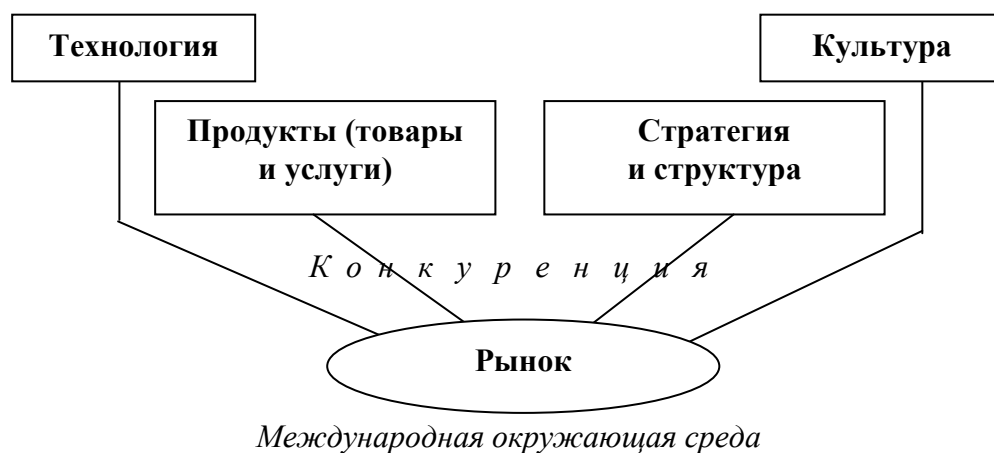 Технология
Культура
Продукты (товары
и услуги)
Стратегия
и структура
К о н к у р е н ц и я
Рынок
Международная окружающая среда